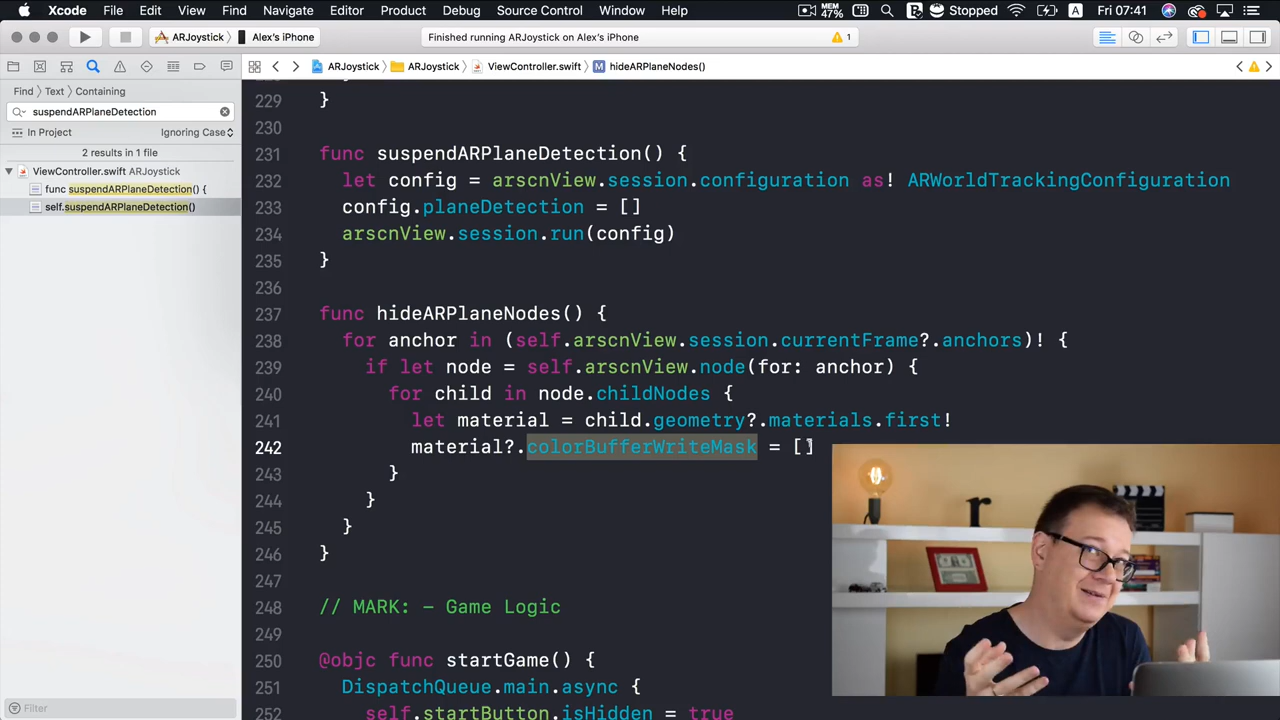 Xcode File Edit View Find Navigate Editor Product Debug Source Control Window Help MEM 47% Stopped A Fri 07:41
ARJoystick Alex's iPhone Finished running ARJoystick on Alex's iPhone 1
ARJoystick ARJoystick ViewController.swift M hideARPlaneNodes()
Find Text Containing
suspendARPlaneDetection
In Project Ignoring Case
2 results in 1 file
ViewController.swift ARJoystick
func suspendARPlaneDetection() {
self.suspendARPlaneDetection()
229 }
230
231 func suspendARPlaneDetection() {
232 let config = arscnView.session.configuration as! ARWorldTrackingConfiguration
233 config.planeDetection = []
234 arscnView.session.run(config)
235 }
236
237 func hideARPlaneNodes() {
238 for anchor in (self.arscnView.session.currentFrame?.anchors)! {
239 if let node = self.arscnView.node(for: anchor) {
240 for child in node.childNodes {
241 let material = child.geometry?.materials.first!
242 material?.colorBufferWriteMask = []
243 }
244 }
245 }
246 }
247
248 // MARK: - Game Logic
249
250 @objc func startGame() {
251 DispatchQueue.main.async {
252 self.startButton.isHidden = true
Filter